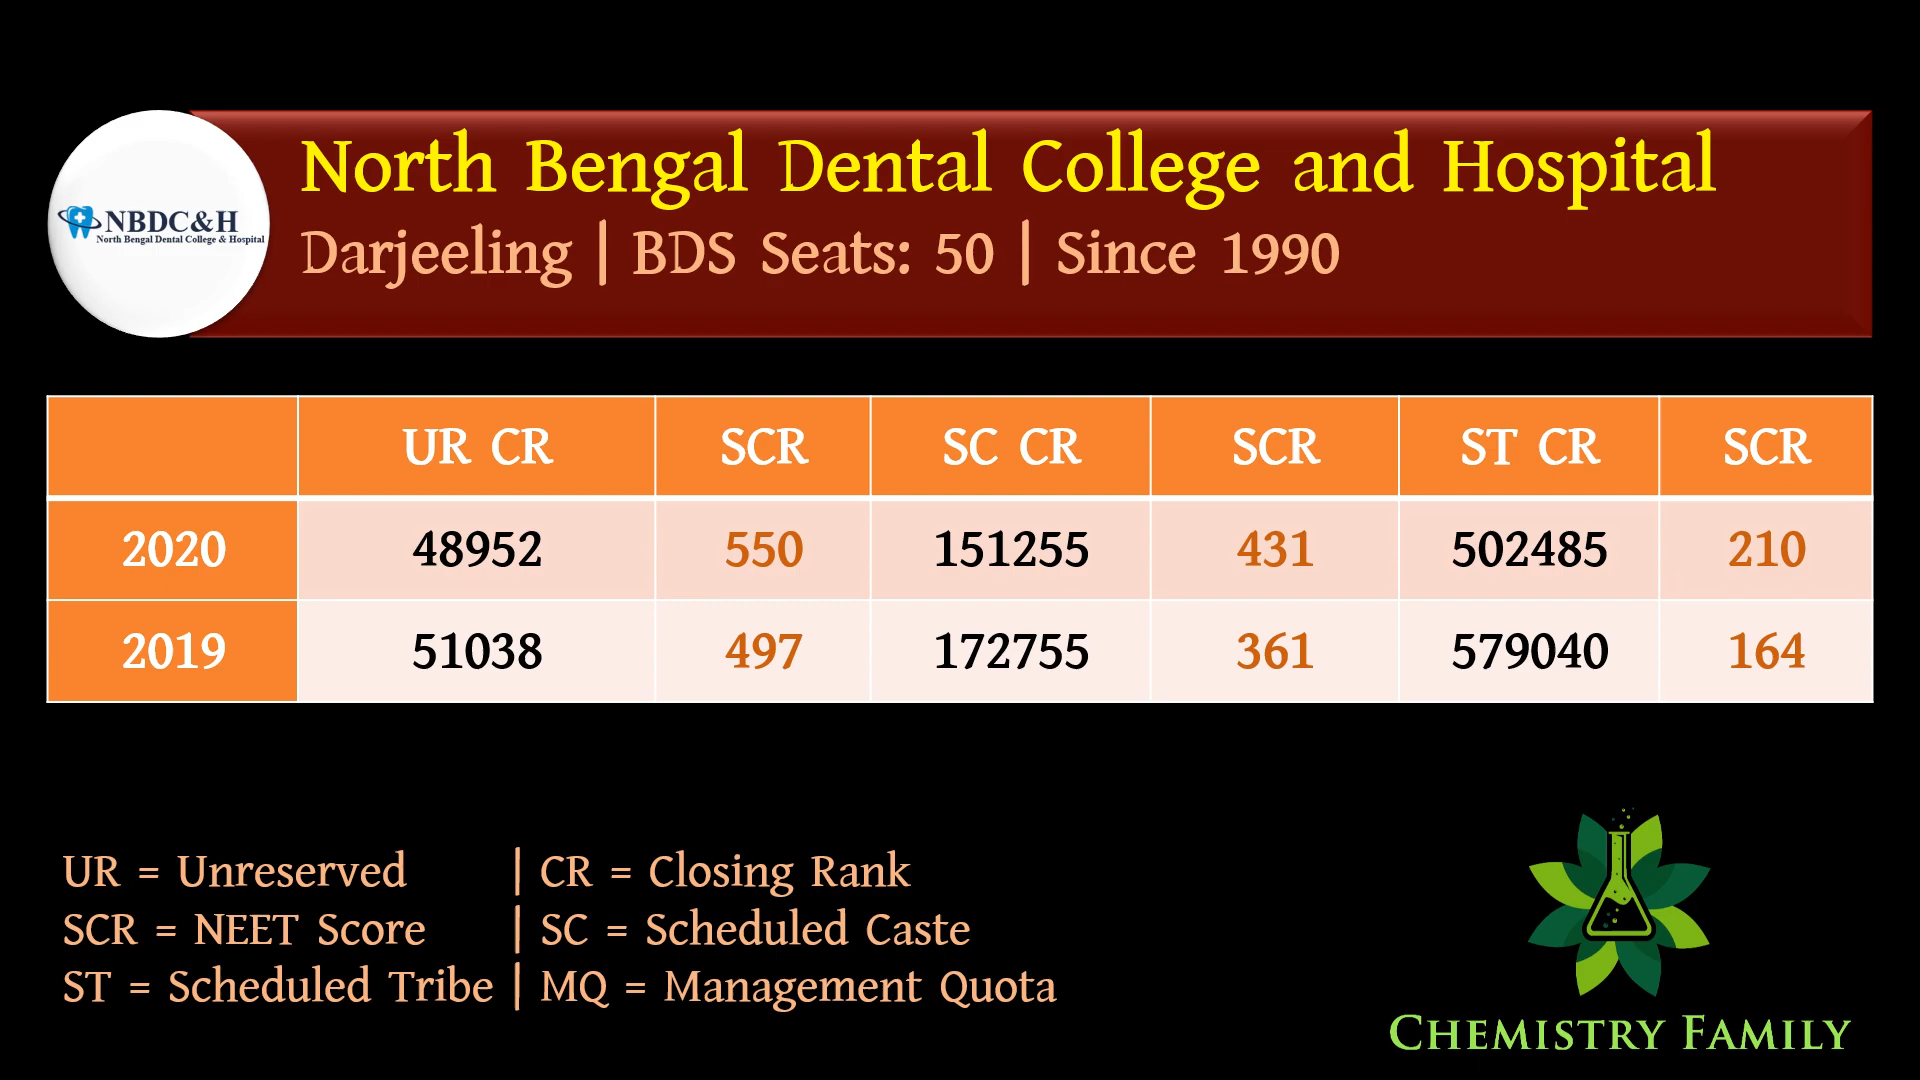 North Bengal Dental College and Hospital
NBDC&H
North Bengal Dental College & Hospital
Darjeeling | BDS Seats: 50 | Since 1990
UR CR SCR SC CR SCR ST CR SCR
2020 48952 550 151255 431 502485 210
2019 51038 497 172755 361 579040 164
UR = Unreserved | CR = Closing Rank
SCR = NEET Score | SC = Scheduled Caste
ST = Scheduled Tribe | MQ = Management Quota
CHEMISTRY FAMILY